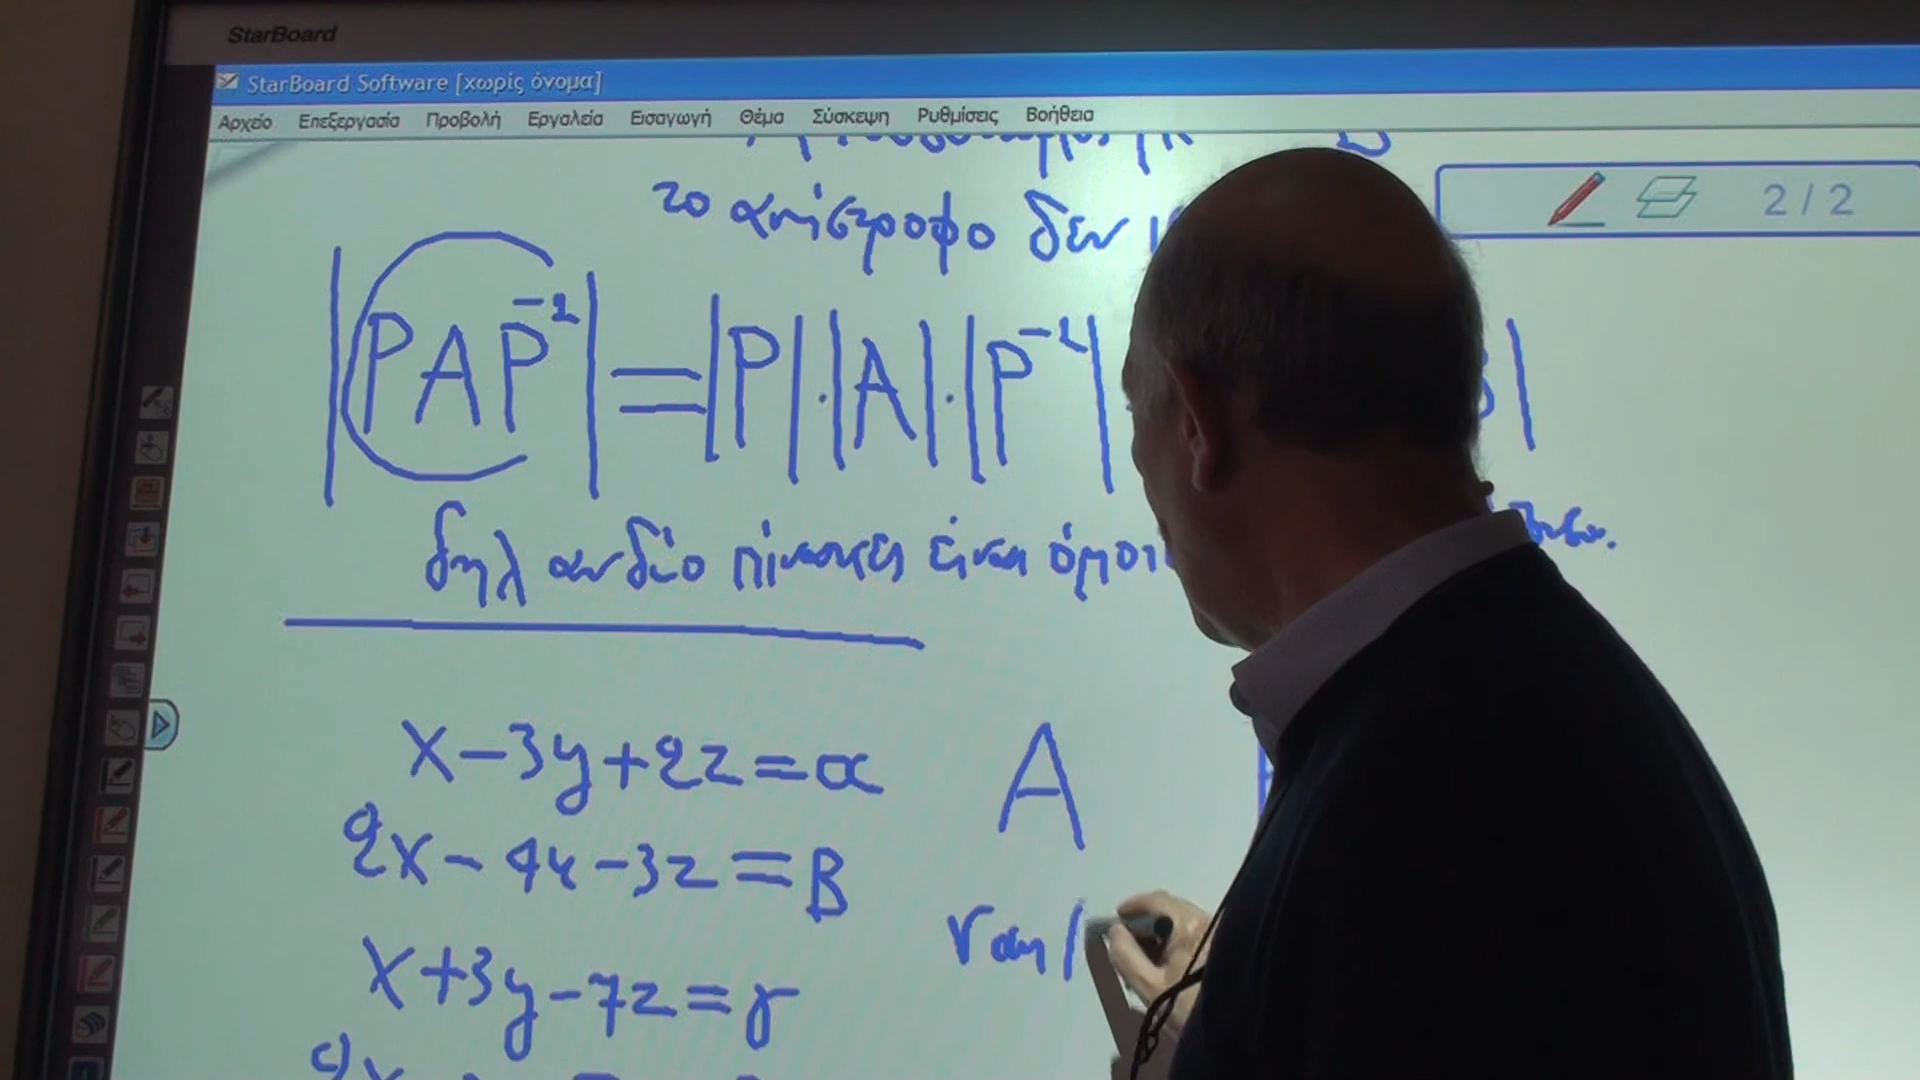 StarBoard
StarBoard Software [χωρίς όνομα]
Αρχείο Επεξεργασία Προβολή Εργαλεία Εισαγωγή Θέμα Σύσκεψη Ρυθμίσεις Βοήθεια
2 / 2
το αντίστροφο δεν
|PAP⁻¹| = |P|·|A|·|P⁻¹|
δηλ αν δύο πίνακες είναι όμοι
x-3y+2z=α
A
2x-4y-3z=β
ran
x+3y-7z=γ